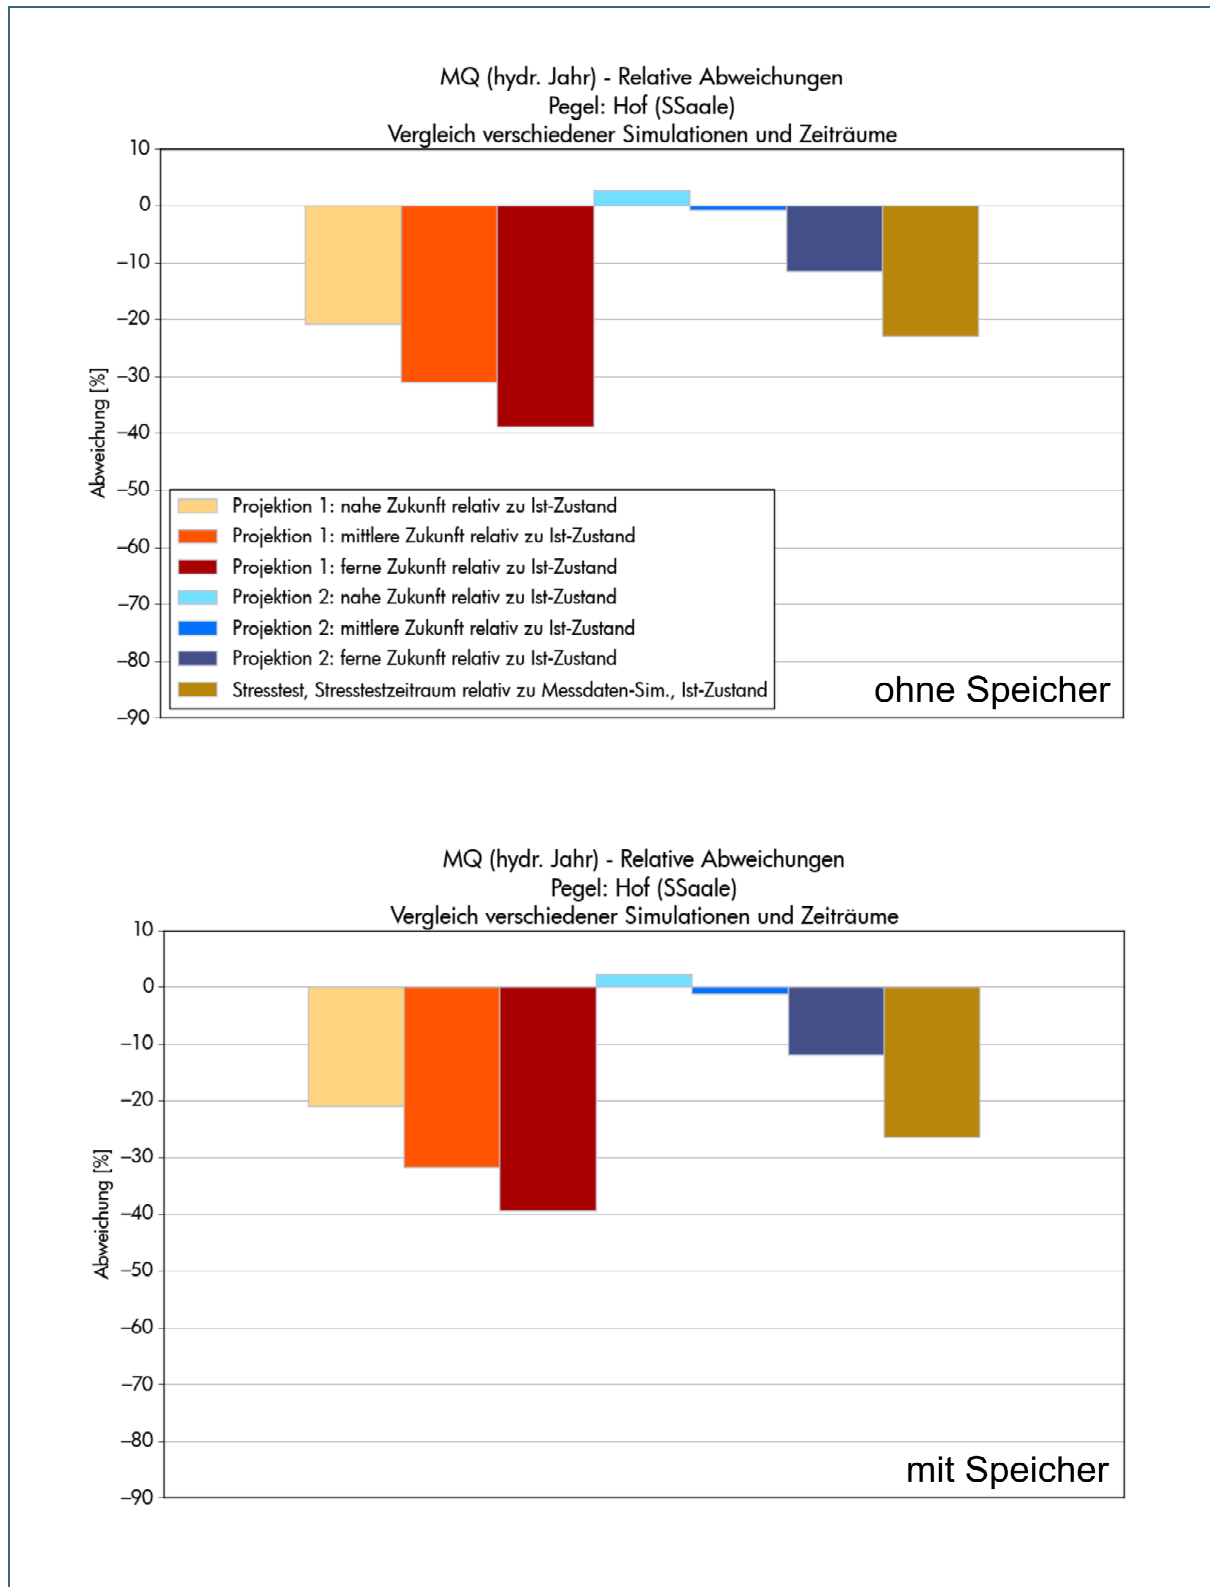 MQ (hydr. Jahr) - Relative Abweichungen
Pegel: Hof (SSaale)
Vergleich verschiedener Simulationen und Zeiträume
10
0
−10
−20
−30
−40
−50
−60
−70
−80
−90
Abweichung [%]
Projektion 1: nahe Zukunft relativ zu Ist-Zustand
Projektion 1: mittlere Zukunft relativ zu Ist-Zustand
Projektion 1: ferne Zukunft relativ zu Ist-Zustand
Projektion 2: nahe Zukunft relativ zu Ist-Zustand
Projektion 2: mittlere Zukunft relativ zu Ist-Zustand
Projektion 2: ferne Zukunft relativ zu Ist-Zustand
Stresstest, Stresstestzeitraum relativ zu Messdaten-Sim., Ist-Zustand
ohne Speicher
MQ (hydr. Jahr) - Relative Abweichungen
Pegel: Hof (SSaale)
Vergleich verschiedener Simulationen und Zeiträume
10
0
−10
−20
−30
−40
−50
−60
−70
−80
−90
Abweichung [%]
mit Speicher